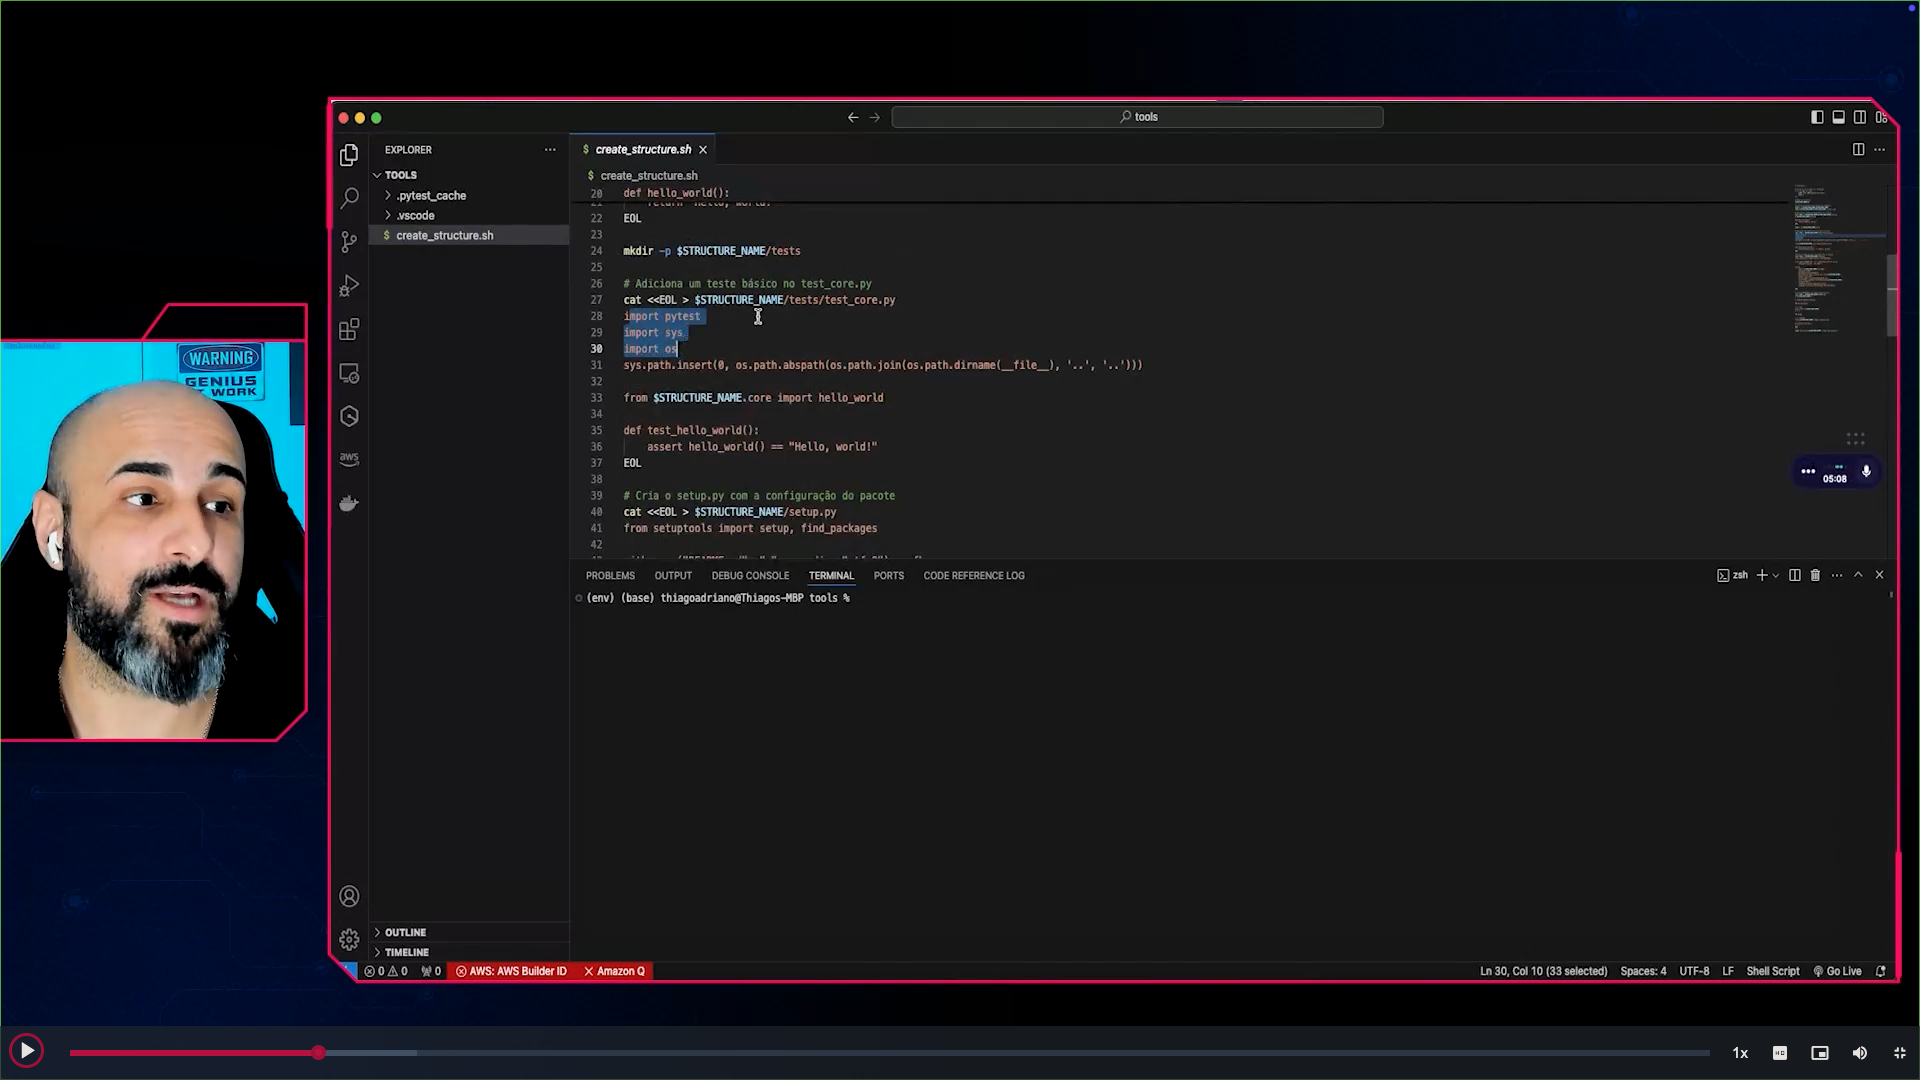 WARNING
GENIUS
AT WORK
tools
EXPLORER
TOOLS
.pytest_cache
.vscode
create_structure.sh
create_structure.sh
create_structure.sh
20 def hello_world():
21 return "Hello, world!"
22 EOL
23
24 mkdir -p $STRUCTURE_NAME/tests
25
26 # Adiciona um teste básico no test_core.py
27 cat <<EOL > $STRUCTURE_NAME/tests/test_core.py
28 import pytest
29 import sys
30 import os
31 sys.path.insert(0, os.path.abspath(os.path.join(os.path.dirname(__file__), '..', '..')))
32
33 from $STRUCTURE_NAME.core import hello_world
34
35 def test_hello_world():
36 assert hello_world() == "Hello, world!"
37 EOL
38
39 # Cria o setup.py com a configuração do pacote
40 cat <<EOL > $STRUCTURE_NAME/setup.py
41 from setuptools import setup, find_packages
42
05:08
PROBLEMS OUTPUT DEBUG CONSOLE TERMINAL PORTS CODE REFERENCE LOG
zsh
(env) (base) thiagoadriano@Thiagos-MBP tools %
OUTLINE
TIMELINE
0 0 0 AWS: AWS Builder ID Amazon Q
Ln 30, Col 10 (33 selected) Spaces: 4 UTF-8 LF Shell Script Go Live
aws
1x